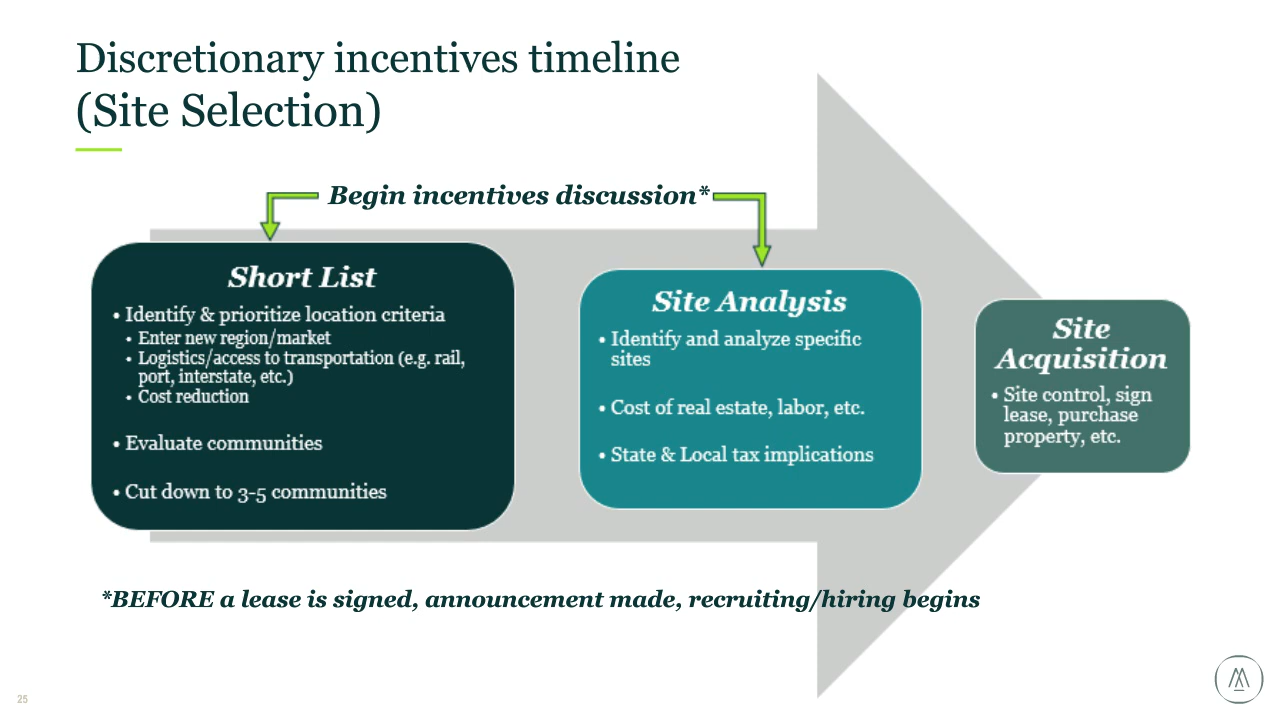 Discretionary incentives timeline
(Site Selection)
Begin incentives discussion*
Short List
• Identify & prioritize location criteria
• Enter new region/market
• Logistics/access to transportation (e.g. rail,
port, interstate, etc.)
• Cost reduction
• Evaluate communities
• Cut down to 3-5 communities
Site Analysis
• Identify and analyze specific
sites
• Cost of real estate, labor, etc.
• State & Local tax implications
Site
Acquisition
• Site control, sign
lease, purchase
property, etc.
*BEFORE a lease is signed, announcement made, recruiting/hiring begins
25